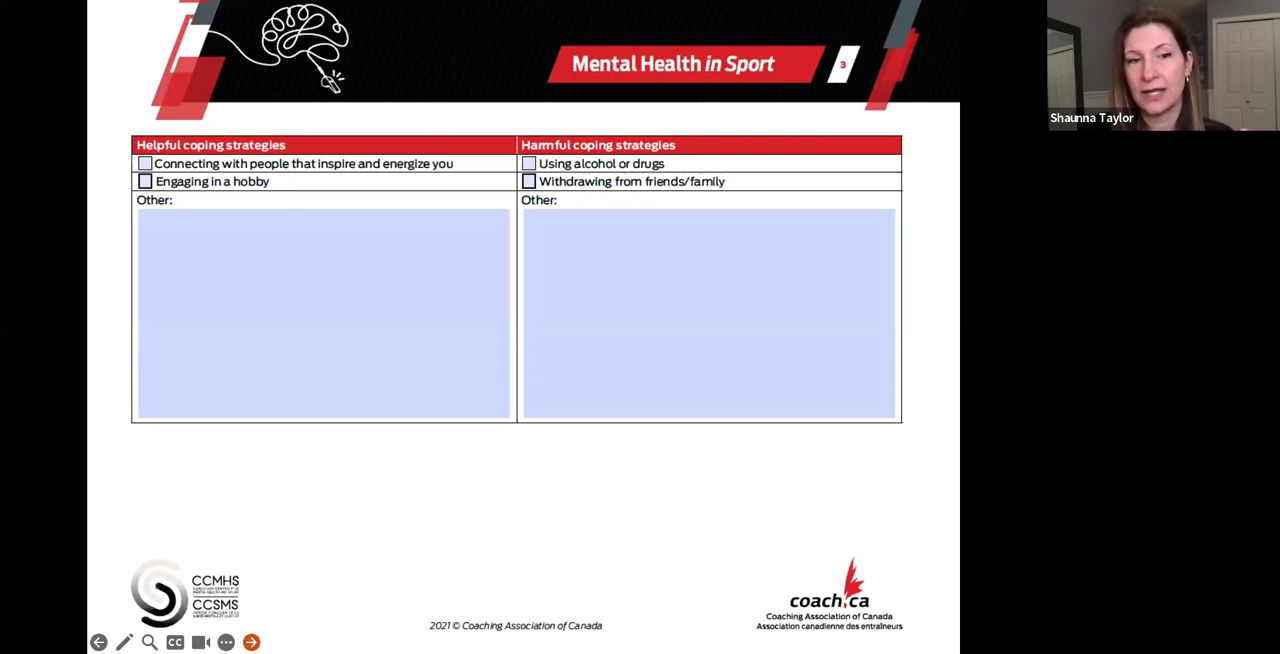 Mental Health in Sport
3
Shaunna Taylor
Helpful coping strategies
Harmful coping strategies
Connecting with people that inspire and energize you
Using alcohol or drugs
Engaging in a hobby
Withdrawing from friends/family
Other:
Other:
CCMHS
CCSMS
coach.ca
Coaching Association of Canada
Association canadienne des entraîneurs
2021 © Coaching Association of Canada
CC